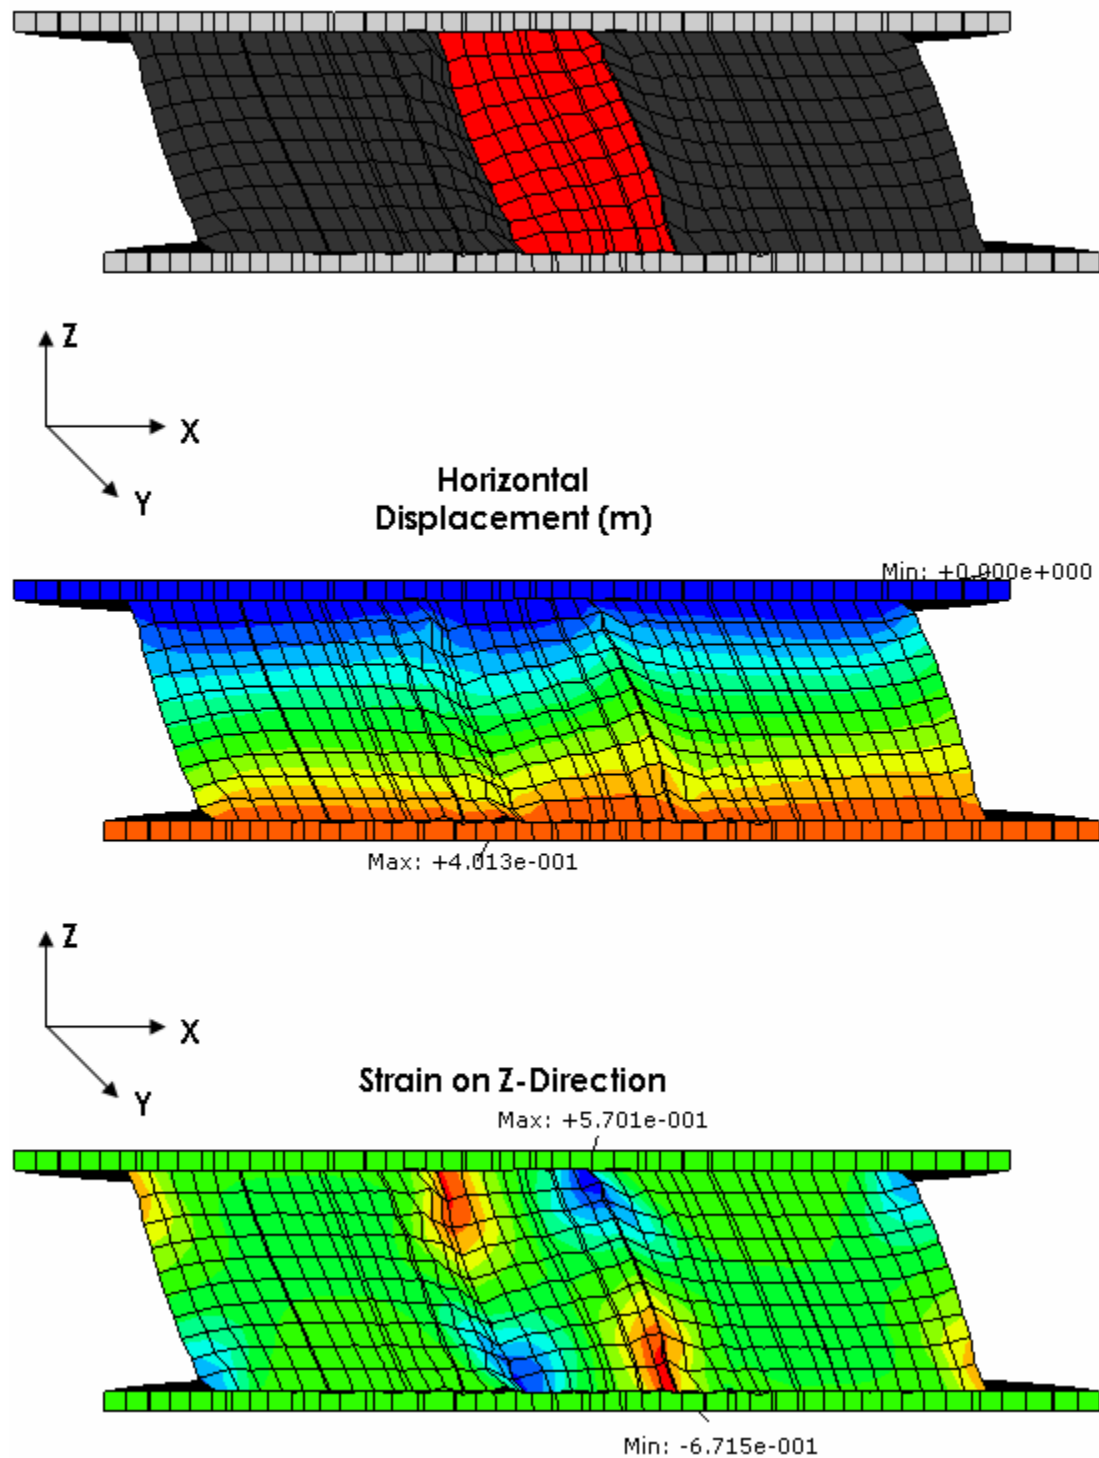 Z
X
Y
Horizontal
Displacement (m)
Min: +0.000e+000
Max: +4.013e-001
Z
X
Y
Strain on Z-Direction
Max: +5.701e-001
Min: -6.715e-001